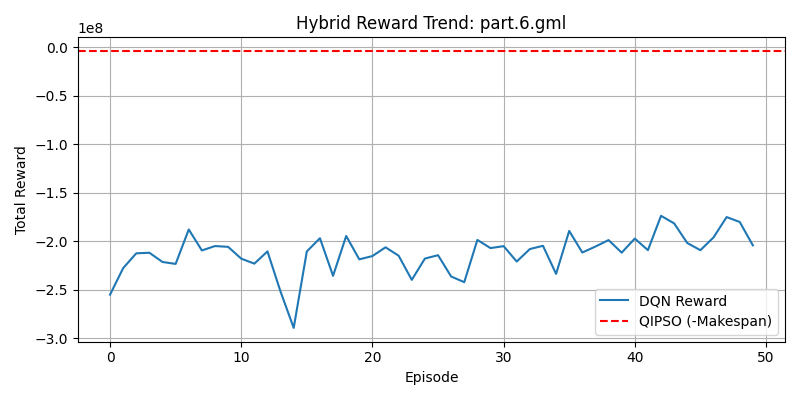 Hybrid Reward Trend: part.6.gml
1e8
0.0
−0.5
−1.0
−1.5
−2.0
−2.5
−3.0
Total Reward
0 10 20 30 40 50
Episode
DQN Reward
QIPSO (-Makespan)